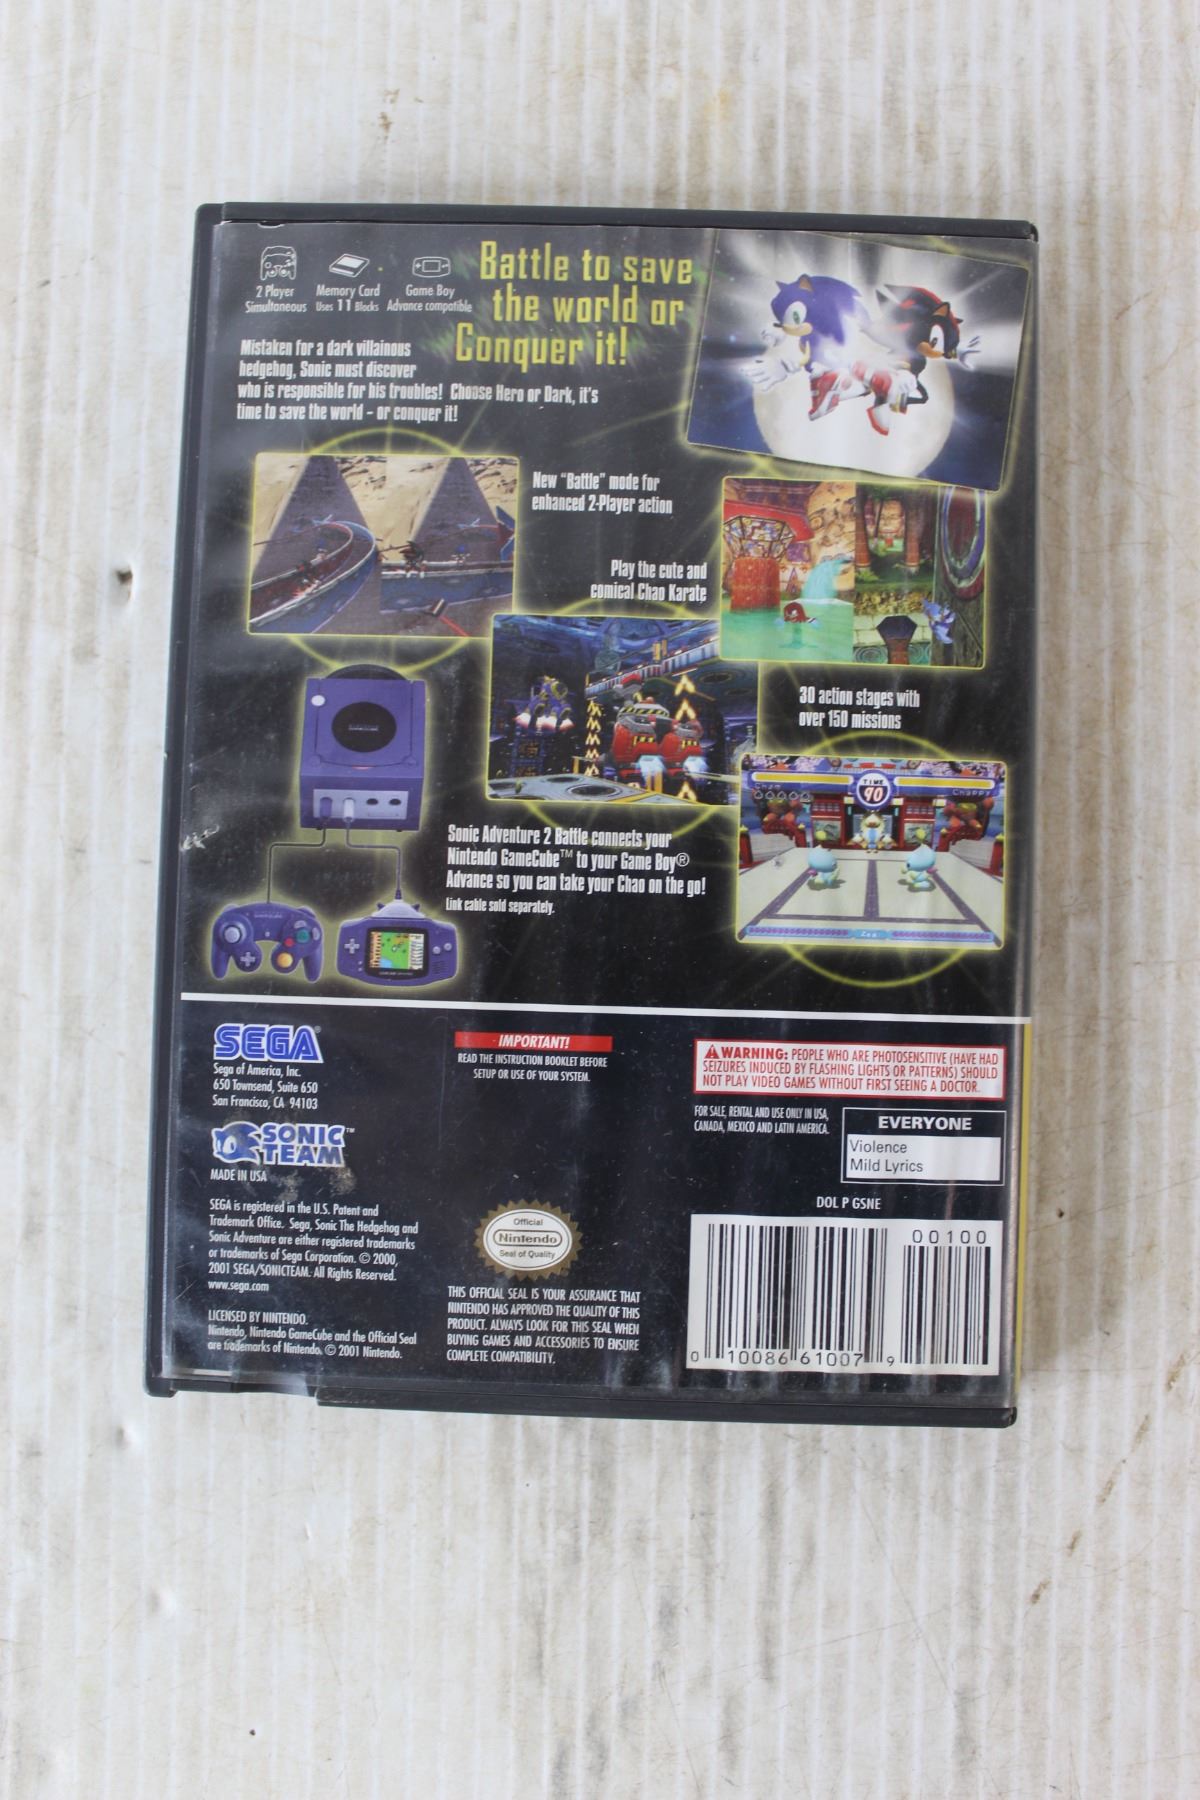 2 Player
Simultaneous
Memory Card
Uses 11 Blocks
Game Boy
Advance compatible
Battle to save
the world or
Conquer it!
Mistaken for a dark villainous
hedgehog, Sonic must discover
who is responsible for his troubles! Choose Hero or Dark, it's
time to save the world - or conquer it!
New "Battle" mode for
enhanced 2-Player action
Play the cute and
comical Chao Karate
30 action stages with
over 150 missions
TIME
90
Chao
Chappy
Zea
Sonic Adventure 2 Battle connects your
Nintendo GameCube™ to your Game Boy®
Advance so you can take your Chao on the go!
Link cable sold separately.
SEGA®
Sega of America, Inc.
650 Townsend, Suite 650
San Francisco, CA 94103
SONIC
TEAM™
MADE IN USA
SEGA is registered in the U.S. Patent and
Trademark Office. Sega, Sonic The Hedgehog and
Sonic Adventure are either registered trademarks
or trademarks of Sega Corporation. © 2000,
2001 SEGA/SONICTEAM. All Rights Reserved.
www.sega.com
LICENSED BY NINTENDO.
Nintendo, Nintendo GameCube and the Official Seal
are trademarks of Nintendo. © 2001 Nintendo.
IMPORTANT!
READ THE INSTRUCTION BOOKLET BEFORE
SETUP OR USE OF YOUR SYSTEM.
Official
Nintendo
Seal of Quality
THIS OFFICIAL SEAL IS YOUR ASSURANCE THAT
NINTENDO HAS APPROVED THE QUALITY OF THIS
PRODUCT. ALWAYS LOOK FOR THIS SEAL WHEN
BUYING GAMES AND ACCESSORIES TO ENSURE
COMPLETE COMPATIBILITY.
WARNING: PEOPLE WHO ARE PHOTOSENSITIVE (HAVE HAD
SEIZURES INDUCED BY FLASHING LIGHTS OR PATTERNS) SHOULD
NOT PLAY VIDEO GAMES WITHOUT FIRST SEEING A DOCTOR.
FOR SALE, RENTAL AND USE ONLY IN USA,
CANADA, MEXICO AND LATIN AMERICA.
EVERYONE
Violence
Mild Lyrics
DOL P GSNE
00100
0 10086 61007 9